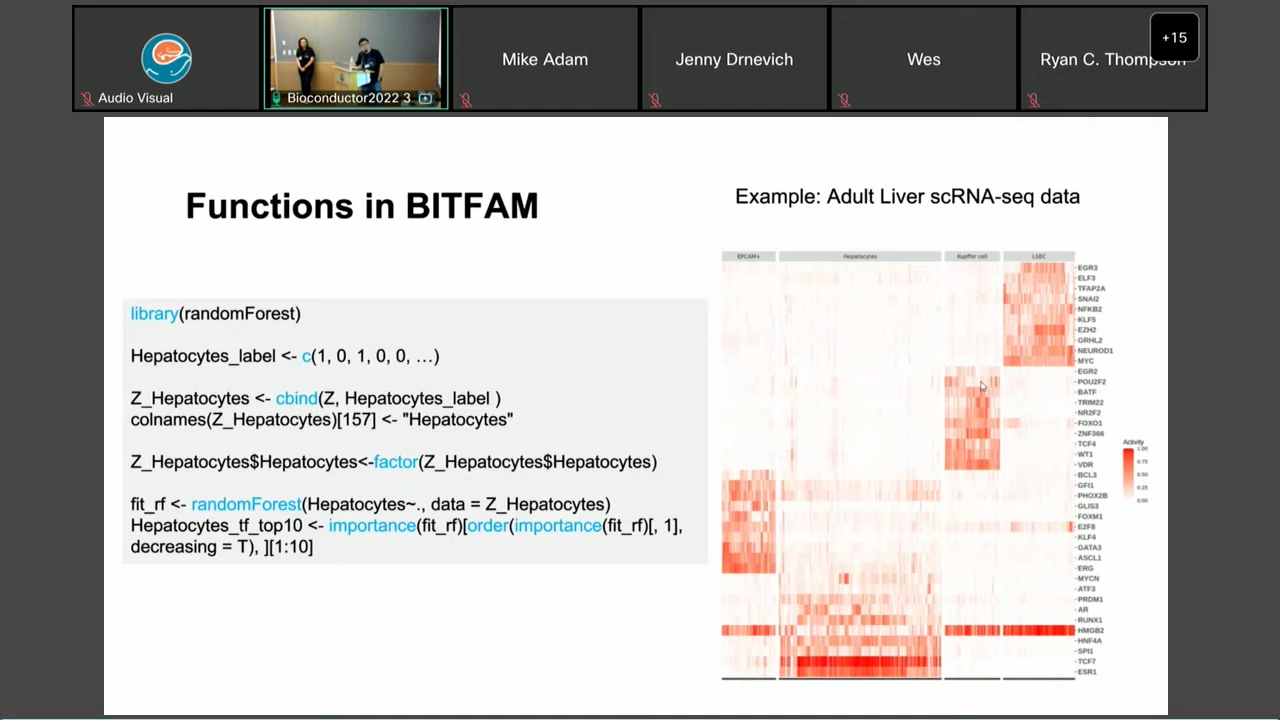 +15
Mike Adam
Jenny Drnevich
Wes
Ryan C. Thompson
Audio Visual
Bioconductor2022 3
Functions in BITFAM
Example: Adult Liver scRNA-seq data
library(randomForest)
Hepatocytes_label <- c(1, 0, 1, 0, 0, …)
Z_Hepatocytes <- cbind(Z, Hepatocytes_label )
colnames(Z_Hepatocytes)[157] <- "Hepatocytes"
Z_Hepatocytes$Hepatocytes<-factor(Z_Hepatocytes$Hepatocytes)
fit_rf <- randomForest(Hepatocytes~., data = Z_Hepatocytes)
Hepatocytes_tf_top10 <- importance(fit_rf)[order(importance(fit_rf)[, 1],
decreasing = T), ][1:10]
EPCAM+
Hepatocytes
Kupffer cell
LSEC
EGR3
ELF3
TFAP2A
SNAI2
NFKB2
KLF5
EZH2
GRHL2
NEUROD1
MYC
EGR2
POU2F2
BATF
TRIM22
NR2F2
FOXO1
ZNF366
TCF4
WT1
VDR
BCL3
GFI1
PHOX2B
GLIS3
FOXM1
E2F8
KLF4
GATA3
ASCL1
ERG
MYCN
ATF3
PRDM1
AR
RUNX1
HMGB2
HNF4A
SPI1
TCF7
ESR1
Activity
1.00
0.75
0.50
0.25
0.00